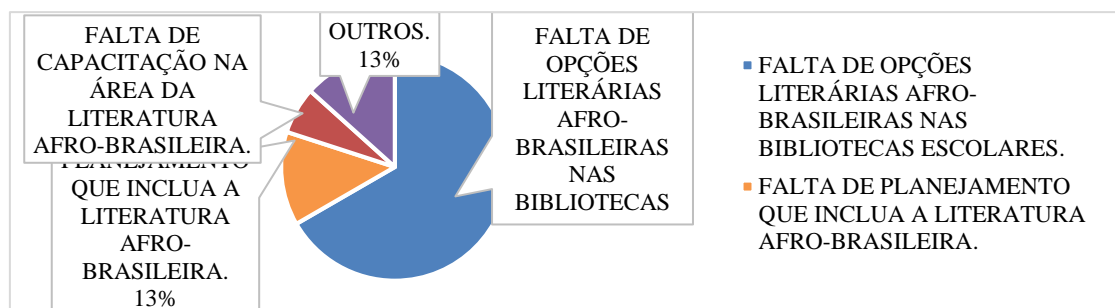 FALTA DE
CAPACITAÇÃO NA
ÁREA DA
LITERATURA
AFRO-BRASILEIRA.
PLANEJAMENTO
QUE INCLUA A
LITERATURA
AFRO-
BRASILEIRA.
13%
OUTROS.
13%
FALTA DE
OPÇÕES
LITERÁRIAS
AFRO-
BRASILEIRAS
NAS
BIBLIOTECAS
FALTA DE OPÇÕES
LITERÁRIAS AFRO-
BRASILEIRAS NAS
BIBLIOTECAS ESCOLARES.
FALTA DE PLANEJAMENTO
QUE INCLUA A LITERATURA
AFRO-BRASILEIRA.